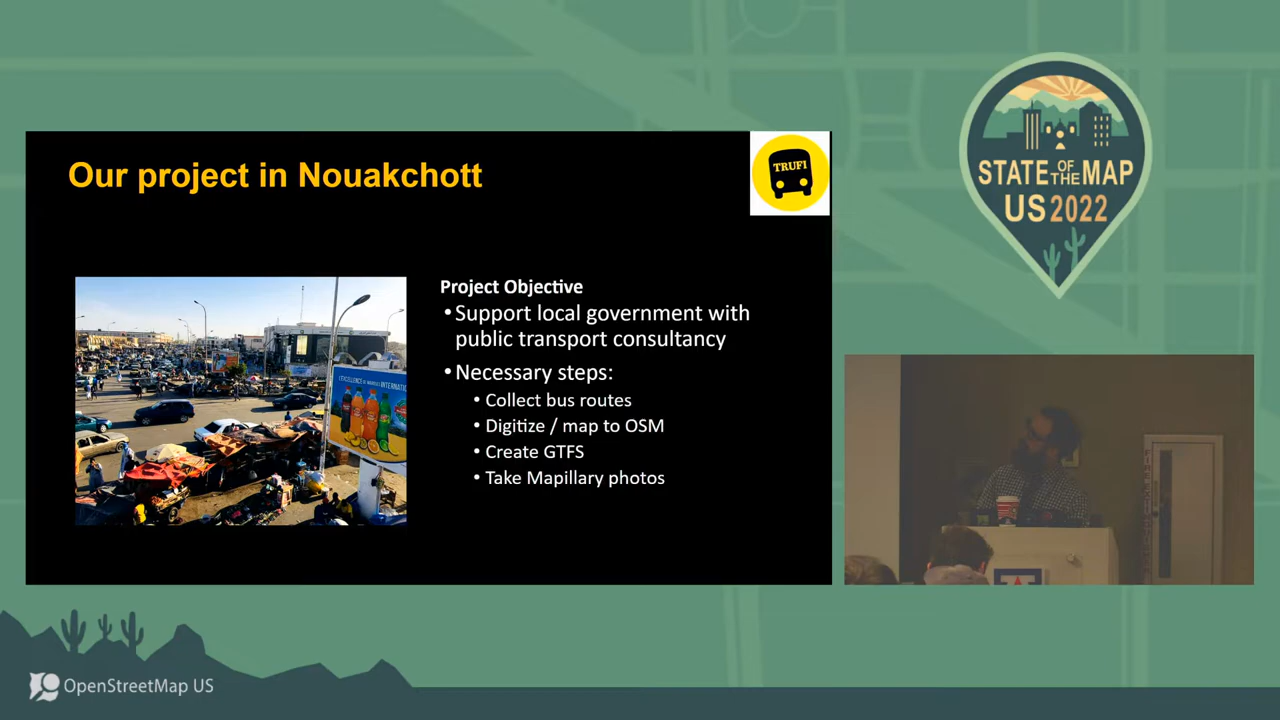 Our project in Nouakchott
TRUFI
Project Objective
•Support local government with
public transport consultancy
•Necessary steps:
• Collect bus routes
• Digitize / map to OSM
• Create GTFS
• Take Mapillary photos
STATE OF THE MAP
US 2022
OpenStreetMap US